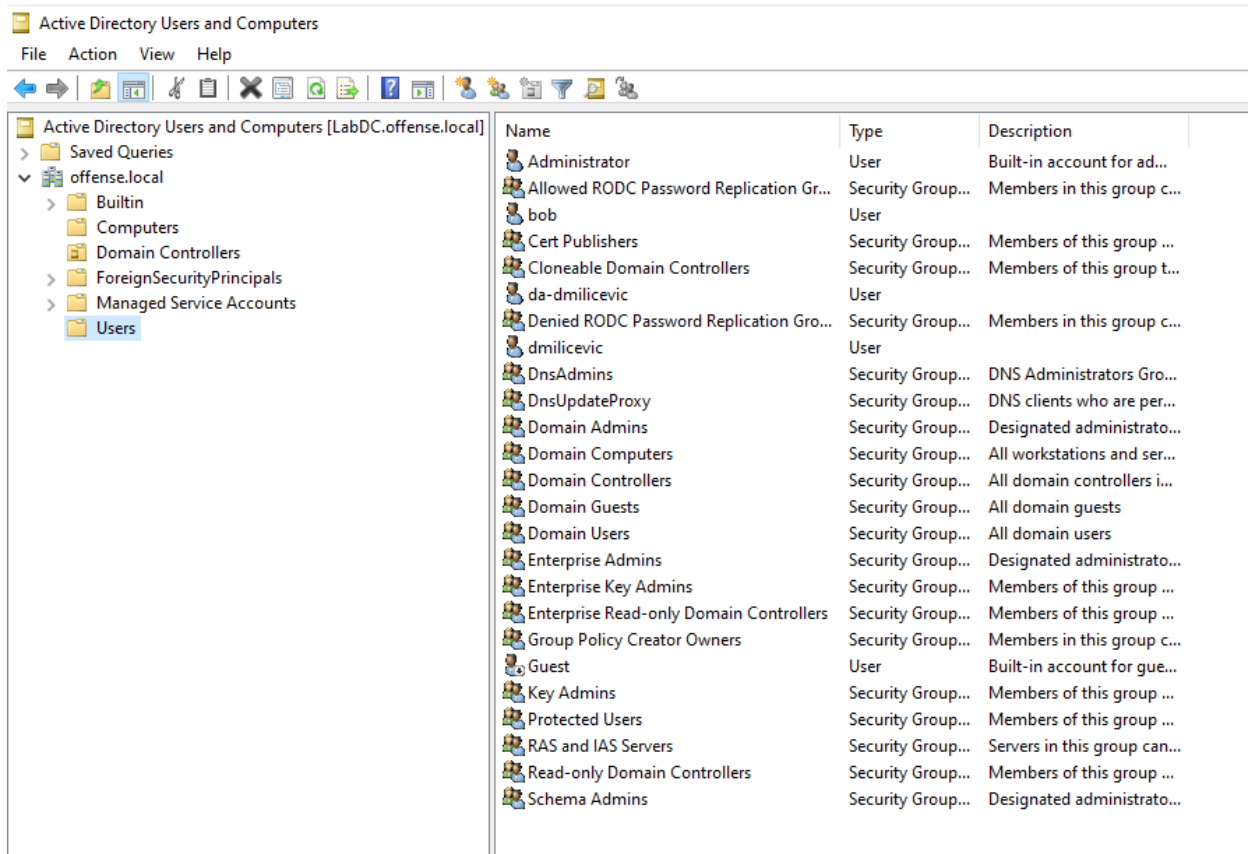 Active Directory Users and Computers
File Action View Help
Active Directory Users and Computers [LabDC.offense.local]
Saved Queries
offense.local
Builtin
Computers
Domain Controllers
ForeignSecurityPrincipals
Managed Service Accounts
Users
Name Type Description
Administrator User Built-in account for ad...
Allowed RODC Password Replication Gr... Security Group... Members in this group c...
bob User
Cert Publishers Security Group... Members of this group ...
Cloneable Domain Controllers Security Group... Members of this group t...
da-dmilicevic User
Denied RODC Password Replication Gro... Security Group... Members in this group c...
dmilicevic User
DnsAdmins Security Group... DNS Administrators Gro...
DnsUpdateProxy Security Group... DNS clients who are per...
Domain Admins Security Group... Designated administrato...
Domain Computers Security Group... All workstations and ser...
Domain Controllers Security Group... All domain controllers i...
Domain Guests Security Group... All domain guests
Domain Users Security Group... All domain users
Enterprise Admins Security Group... Designated administrato...
Enterprise Key Admins Security Group... Members of this group ...
Enterprise Read-only Domain Controllers Security Group... Members of this group ...
Group Policy Creator Owners Security Group... Members in this group c...
Guest User Built-in account for gue...
Key Admins Security Group... Members of this group ...
Protected Users Security Group... Members of this group ...
RAS and IAS Servers Security Group... Servers in this group can...
Read-only Domain Controllers Security Group... Members of this group ...
Schema Admins Security Group... Designated administrato...